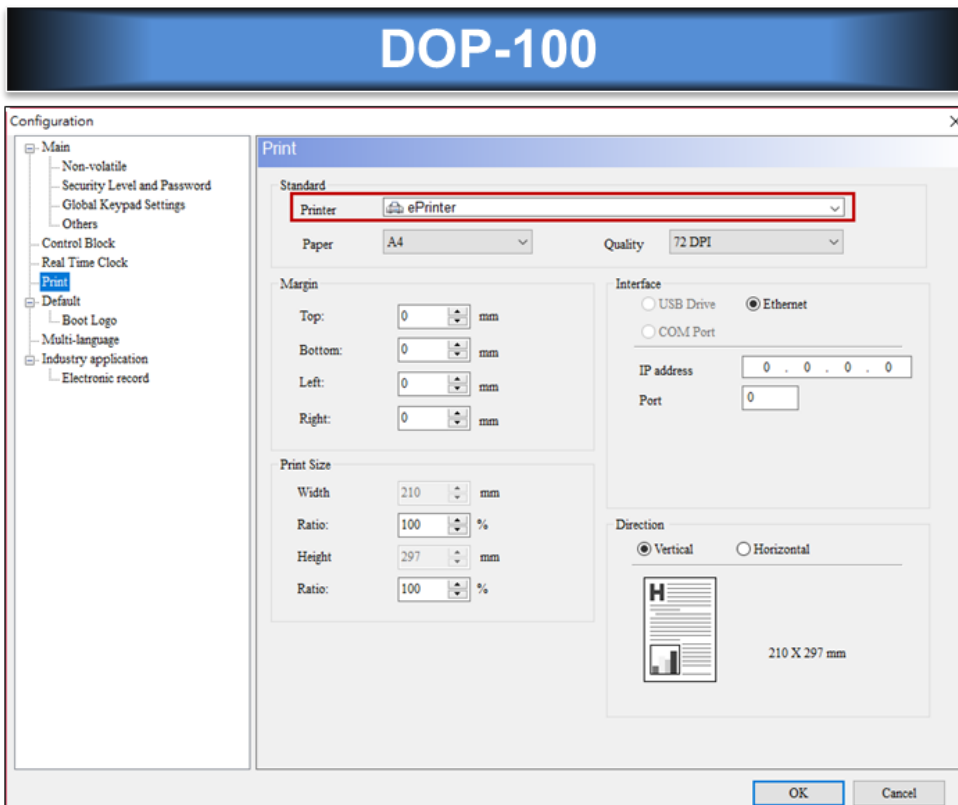 DOP-100
Configuration
Main
Non-volatile
Security Level and Password
Global Keypad Settings
Others
Control Block
Real Time Clock
Print
Default
Boot Logo
Multi-language
Industry application
Electronic record
Print
Standard
Printer ePrinter
Paper A4 Quality 72 DPI
Margin
Top: 0 mm
Bottom: 0 mm
Left: 0 mm
Right: 0 mm
Print Size
Width 210 mm
Ratio: 100 %
Height 297 mm
Ratio: 100 %
Interface
USB Drive Ethernet
COM Port
IP address 0 . 0 . 0 . 0
Port 0
Direction
Vertical Horizontal
H
210 X 297 mm
OK Cancel